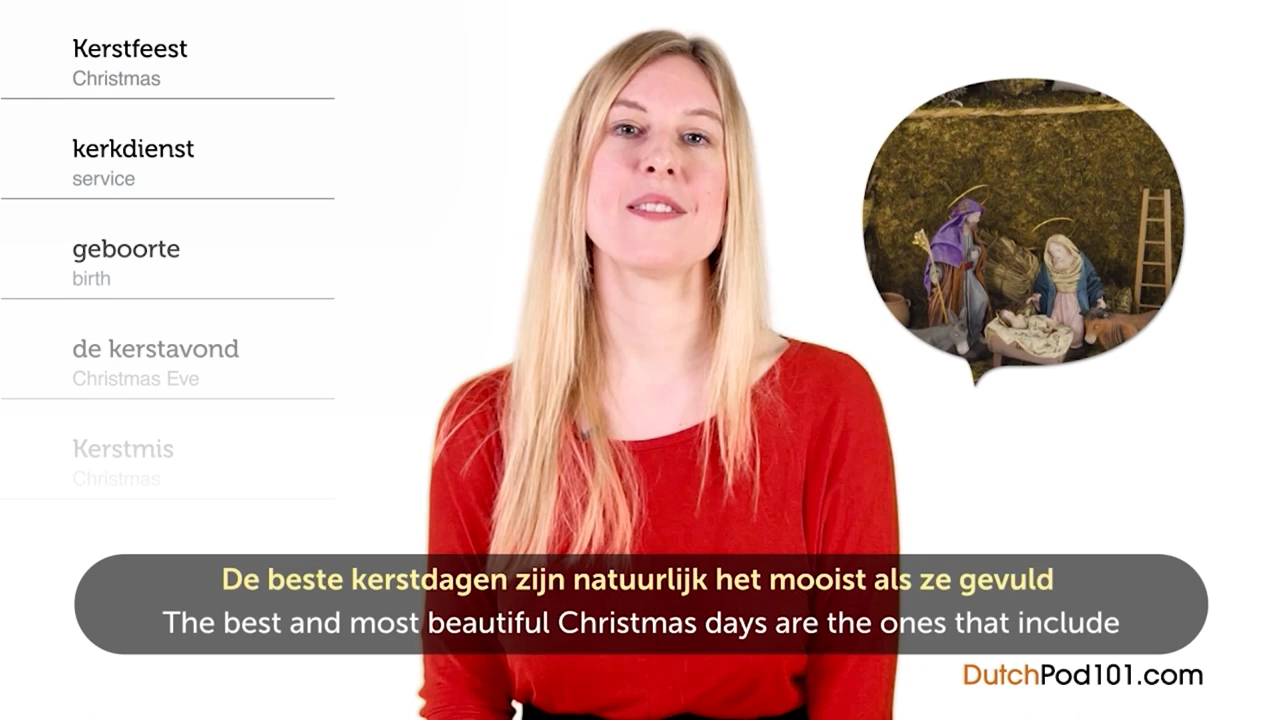 Kerstfeest
Christmas
kerkdienst
service
geboorte
birth
de kerstavond
Christmas Eve
Kerstmis
Christmas
De beste kerstdagen zijn natuurlijk het mooist als ze gevuld
The best and most beautiful Christmas days are the ones that include
DutchPod101.com